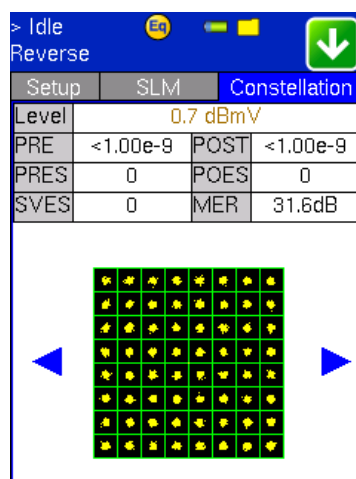 > Idle Eq
Reverse
Setup SLM Constellation
Level 0.7 dBmV
PRE <1.00e-9 POST <1.00e-9
PRES 0 POES 0
SVES 0 MER 31.6dB